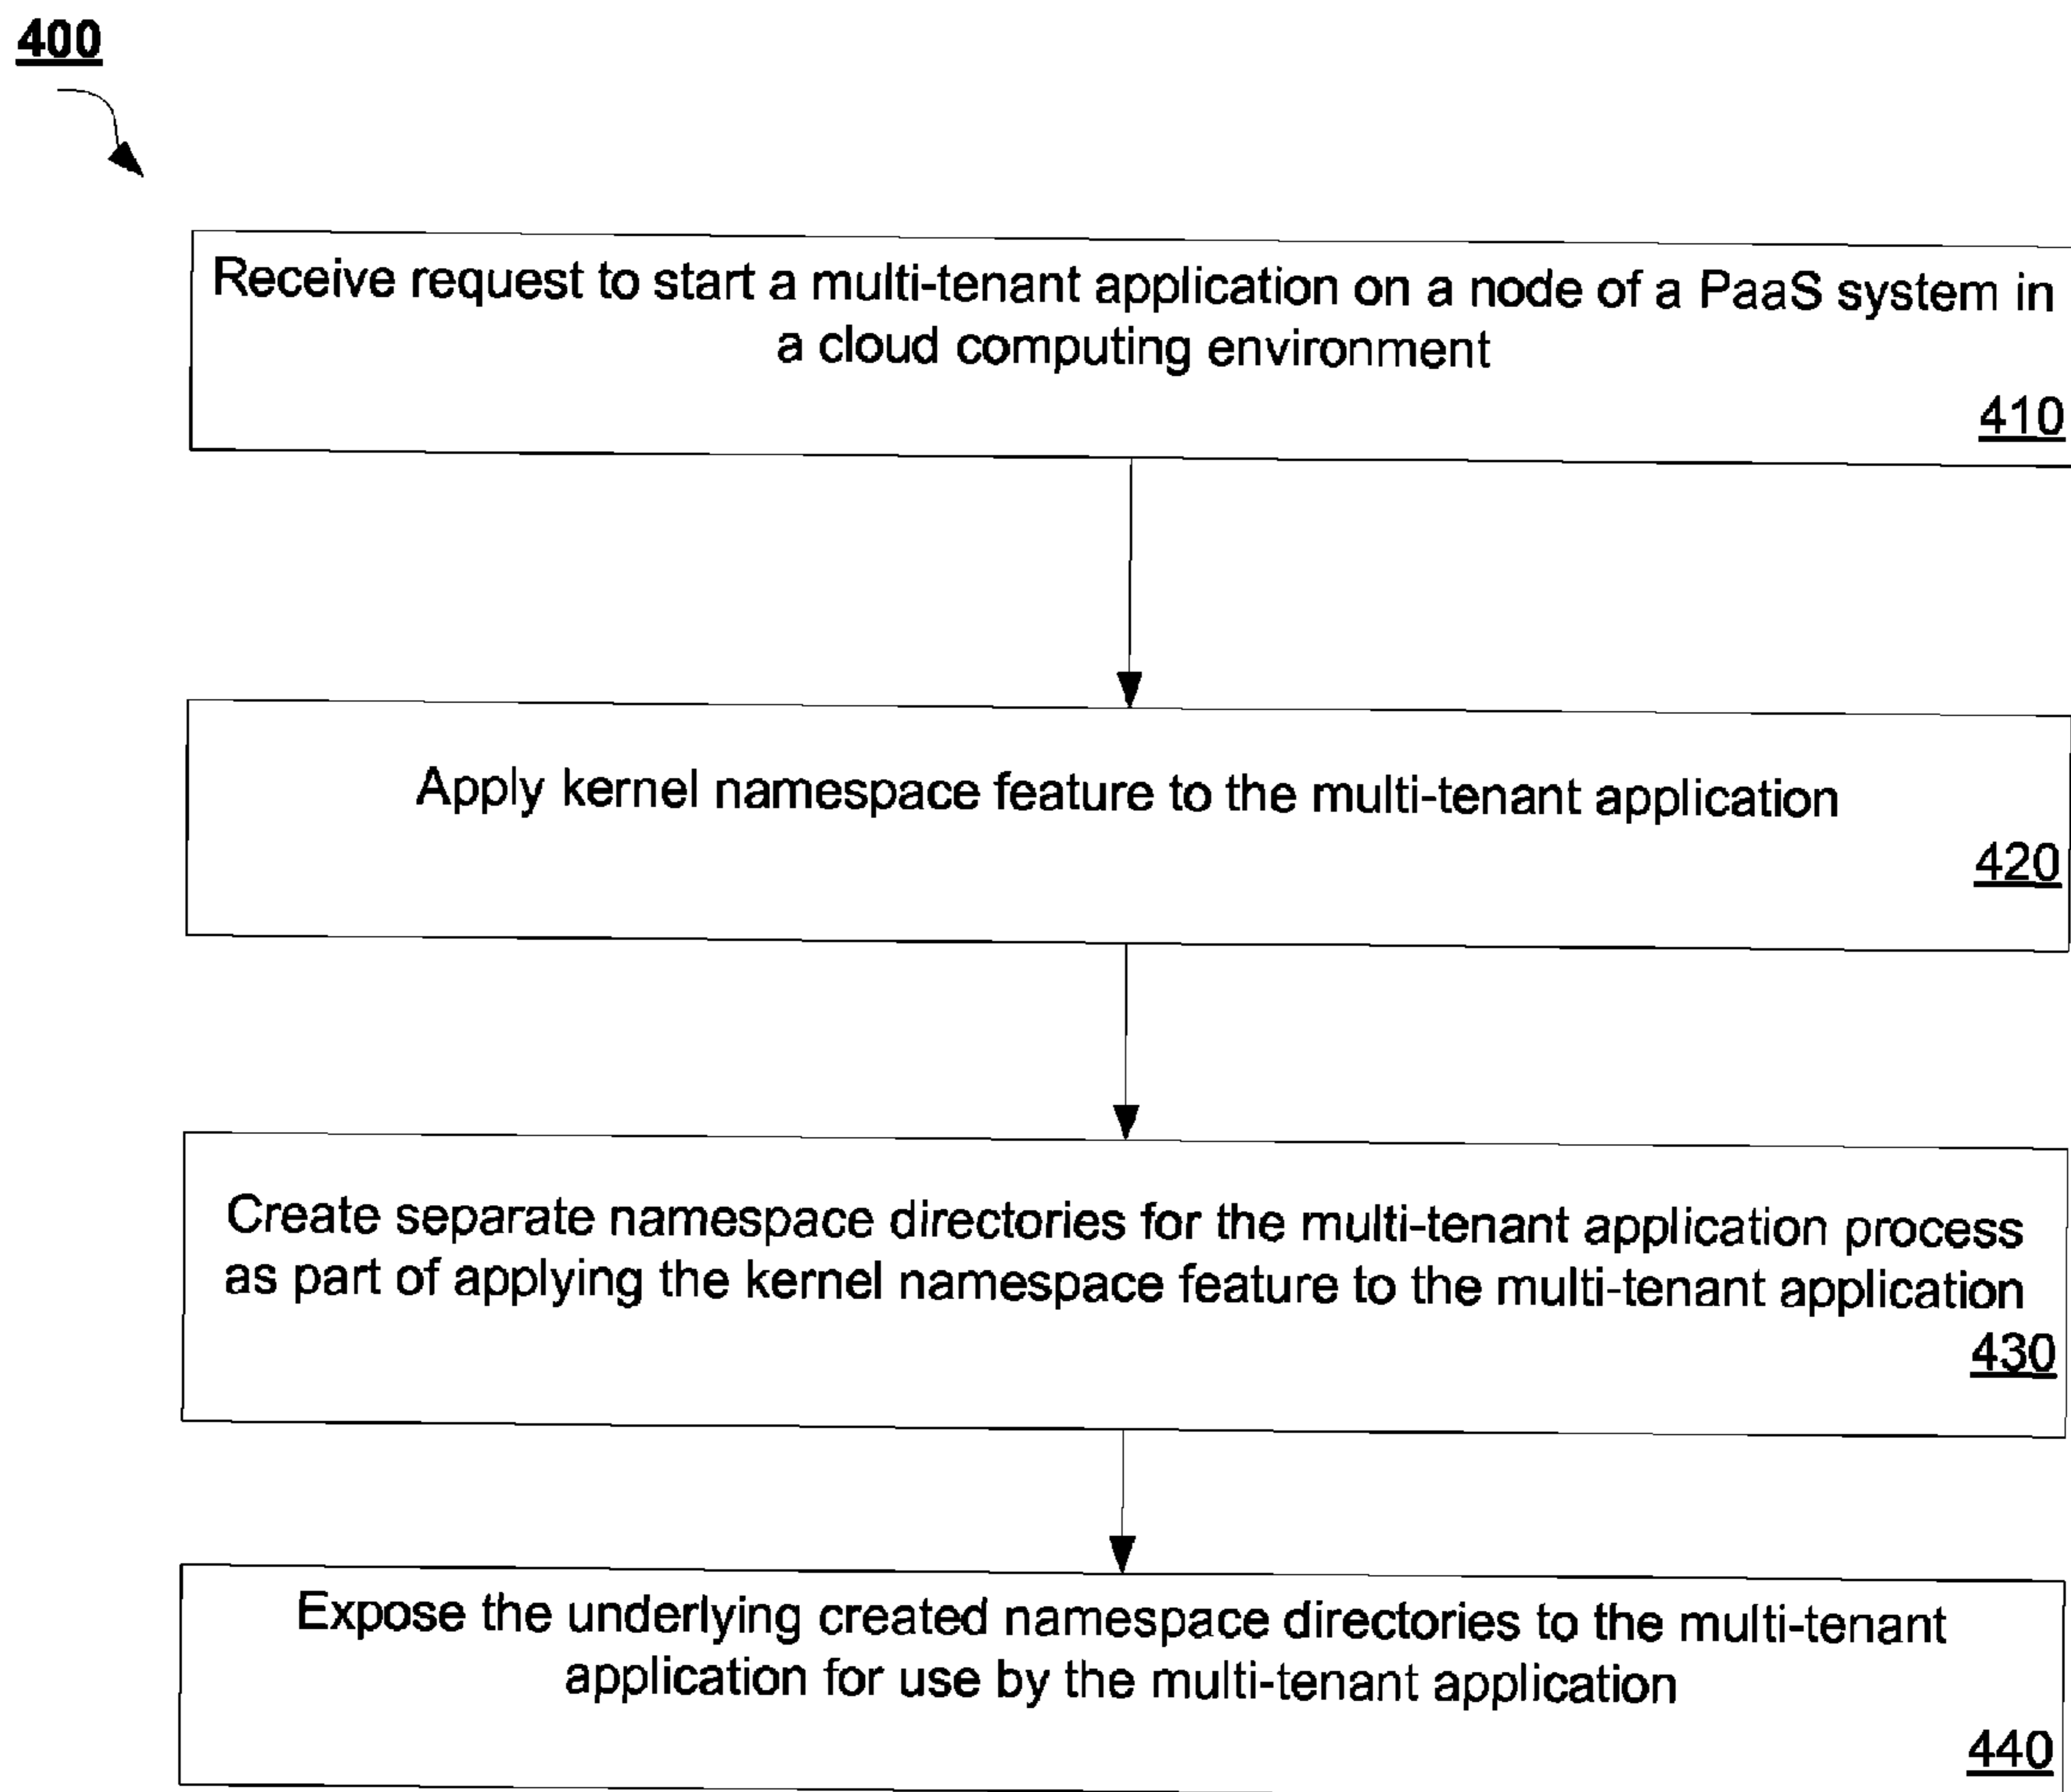 400
Receive request to start a multi-tenant application on a node of a PaaS system in
a cloud computing environment
410
Apply kernel namespace feature to the multi-tenant application
420
Create separate namespace directories for the multi-tenant application process
as part of applying the kernel namespace feature to the multi-tenant application
430
Expose the underlying created namespace directories to the multi-tenant
application for use by the multi-tenant application
440